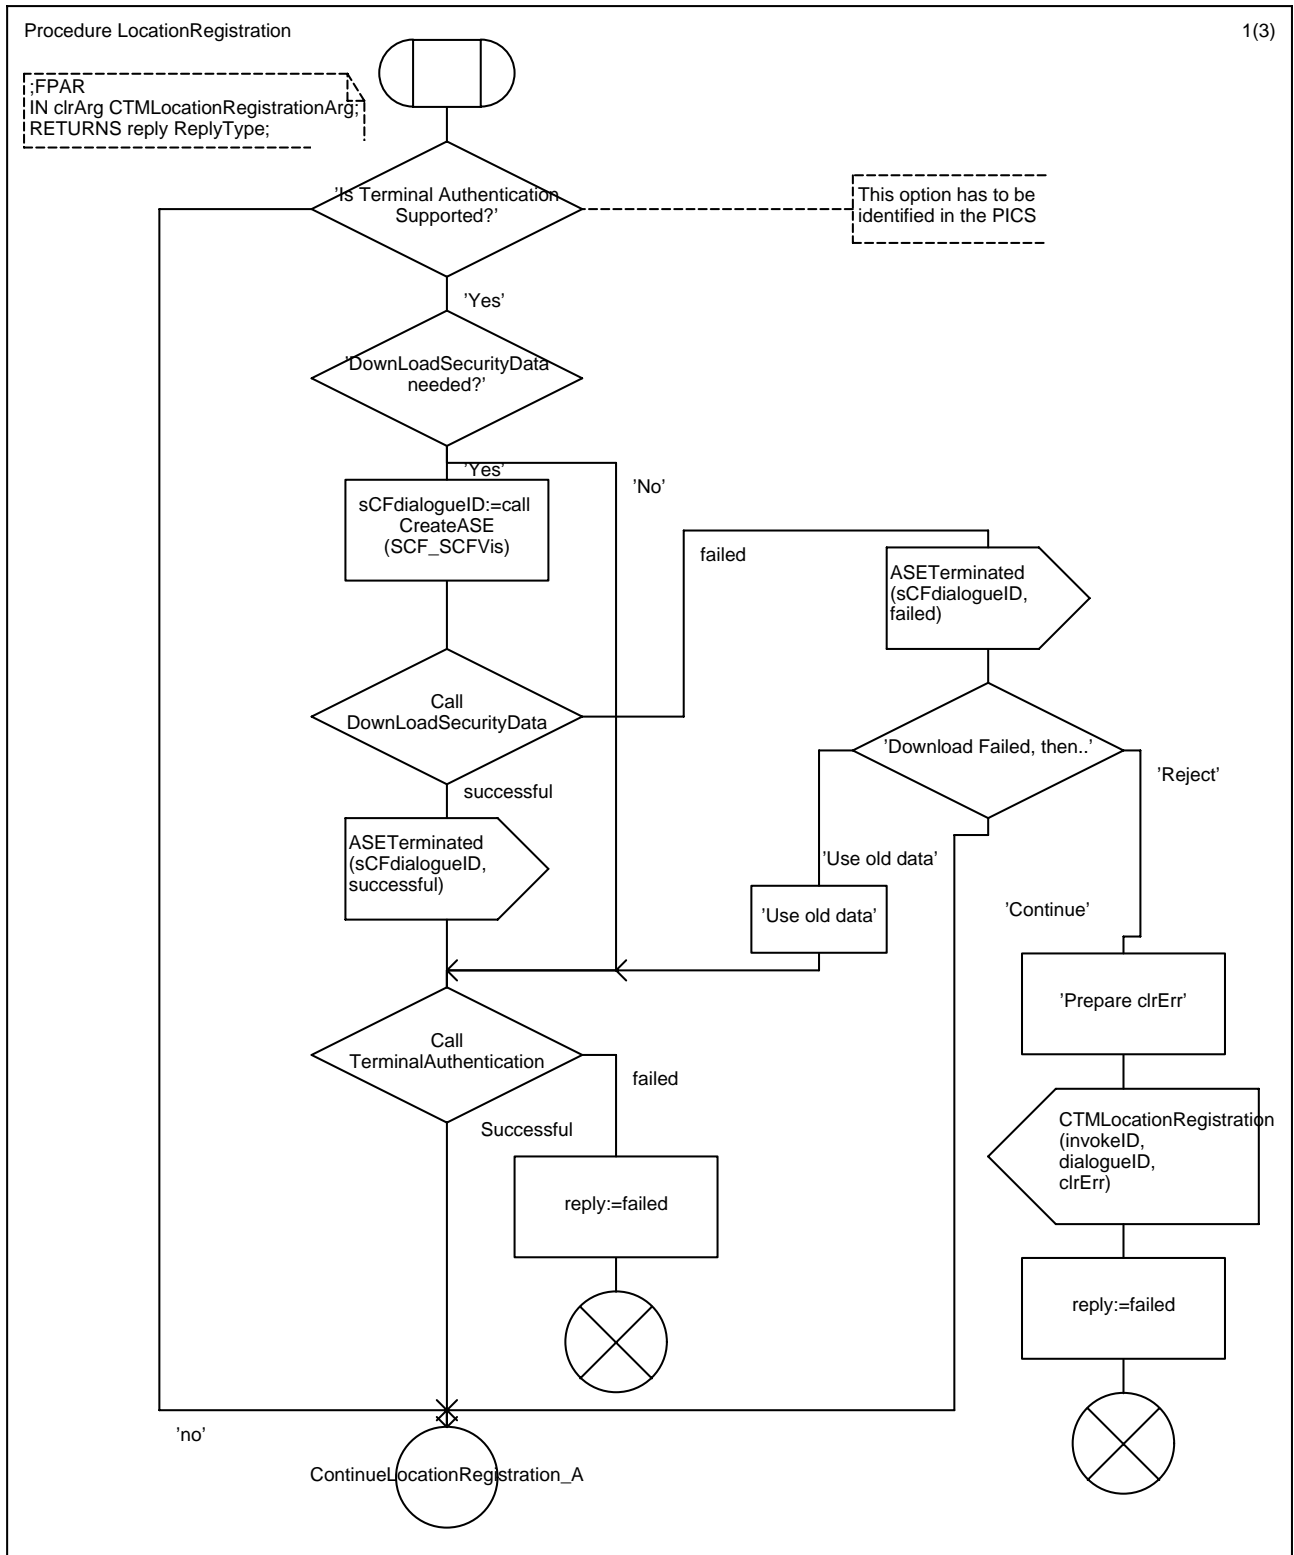 Procedure LocationRegistration
1(3)
;FPAR
IN clrArg CTMLocationRegistrationArg;
RETURNS reply ReplyType;
'Is Terminal Authentication
Supported?'
This option has to be
identified in the PICS
'Yes'
'DownLoadSecurityData
needed?'
'Yes'
'No'
sCFdialogueID:=call
CreateASE
(SCF_SCFVis)
failed
ASETerminated
(sCFdialogueID,
failed)
Call
DownLoadSecurityData
'Download Failed, then..'
'Reject'
successful
ASETerminated
(sCFdialogueID,
successful)
'Use old data'
'Use old data'
'Continue'
'Prepare clrErr'
Call
TerminalAuthentication
failed
Successful
CTMLocationRegistration
(invokeID,
dialogueID,
clrErr)
reply:=failed
reply:=failed
'no'
ContinueLocationRegistration_A